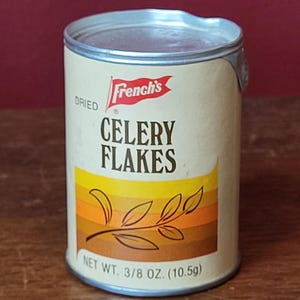 French's
®
DRIED
CELERY
FLAKES
NET WT. 3/8 OZ. (10.5g)